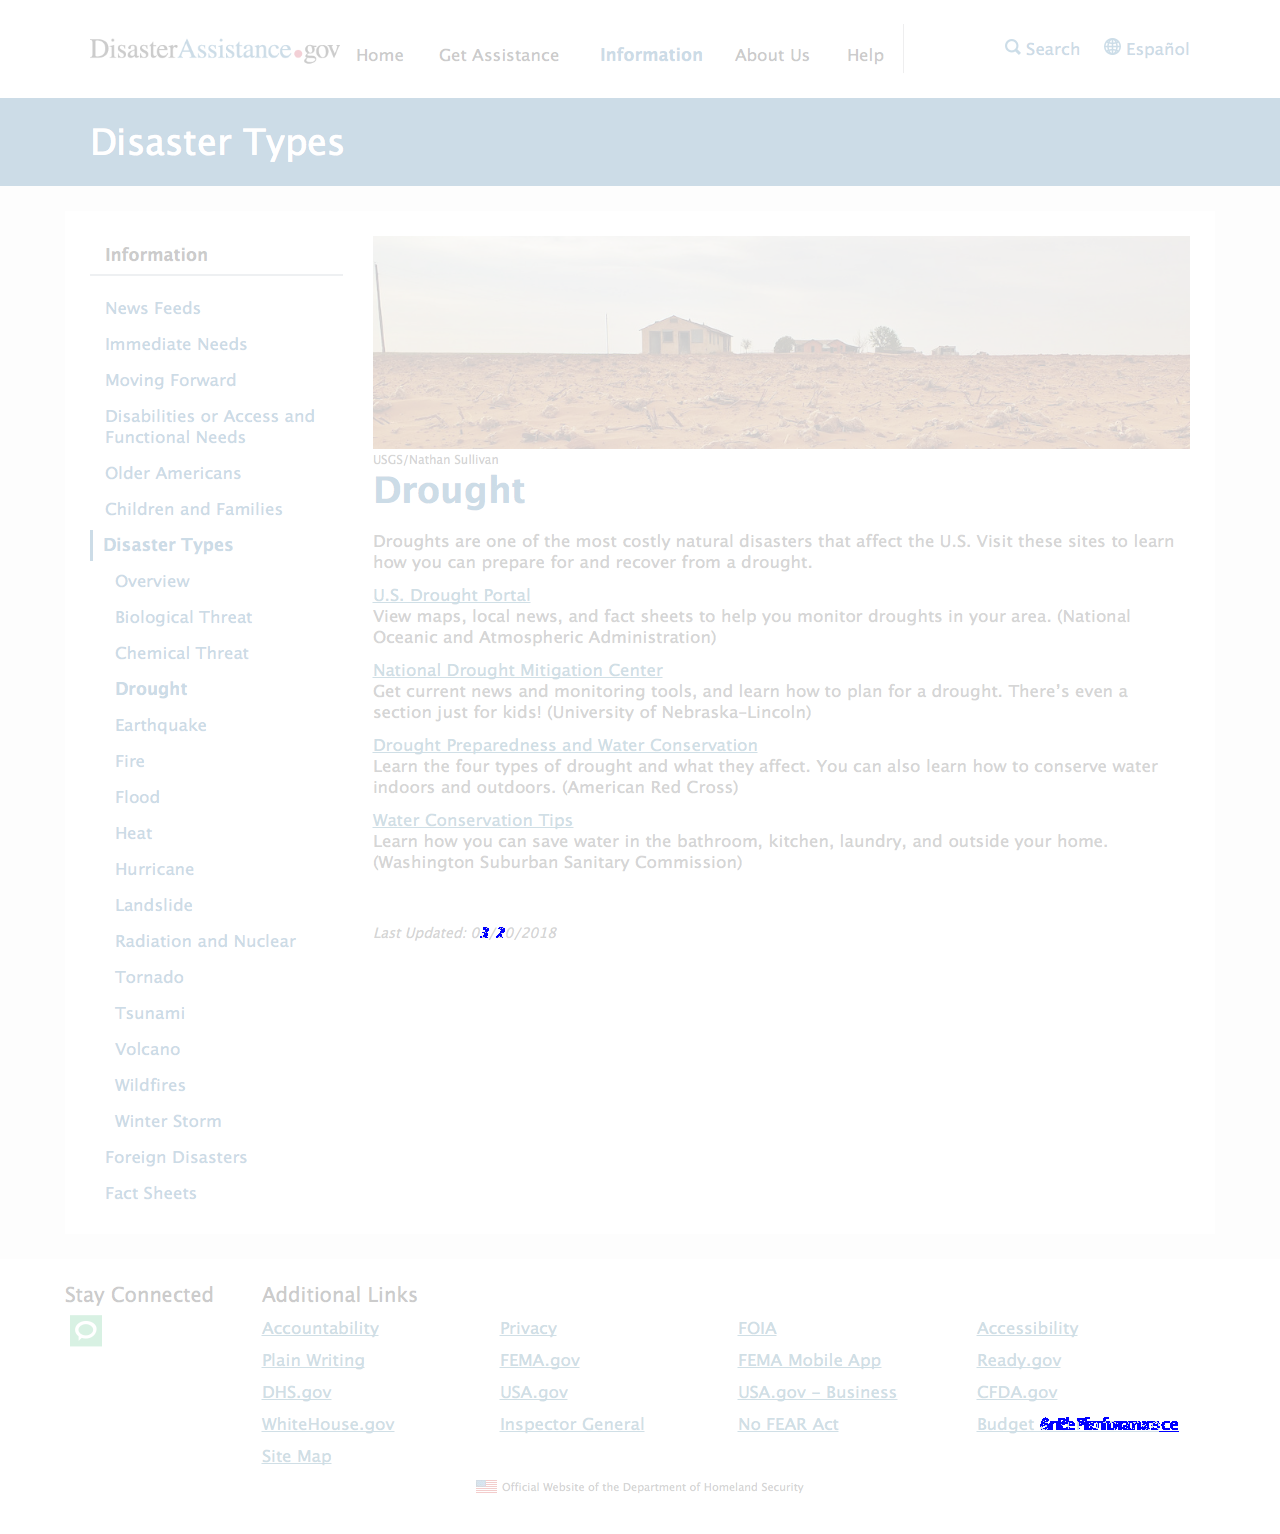 DisasterAssistance.gov
Home
Get Assistance
Information
About Us
Help
Search
Español
Disaster Types
Information
News Feeds
Immediate Needs
Moving Forward
Disabilities or Access and
Functional Needs
Older Americans
Children and Families
Disaster Types
Overview
Biological Threat
Chemical Threat
Drought
Earthquake
Fire
Flood
Heat
Hurricane
Landslide
Radiation and Nuclear
Tornado
Tsunami
Volcano
Wildfires
Winter Storm
Foreign Disasters
Fact Sheets
USGS/Nathan Sullivan
Drought
Droughts are one of the most costly natural disasters that affect the U.S. Visit these sites to learn
how you can prepare for and recover from a drought.
U.S. Drought Portal
View maps, local news, and fact sheets to help you monitor droughts in your area. (National
Oceanic and Atmospheric Administration)
National Drought Mitigation Center
Get current news and monitoring tools, and learn how to plan for a drought. There's even a
section just for kids! (University of Nebraska-Lincoln)
Drought Preparedness and Water Conservation
Learn the four types of drought and what they affect. You can also learn how to conserve water
indoors and outdoors. (American Red Cross)
Water Conservation Tips
Learn how you can save water in the bathroom, kitchen, laundry, and outside your home.
(Washington Suburban Sanitary Commission)
Last Updated:
Stay Connected
Additional Links
Accountability
Privacy
FOIA
Accessibility
Plain Writing
FEMA.gov
FEMA Mobile App
Ready.gov
DHS.gov
USA.gov
USA.gov - Business
CFDA.gov
WhiteHouse.gov
Inspector General
No FEAR Act
Budget
Site Map
Official Website of the Department of Homeland Security